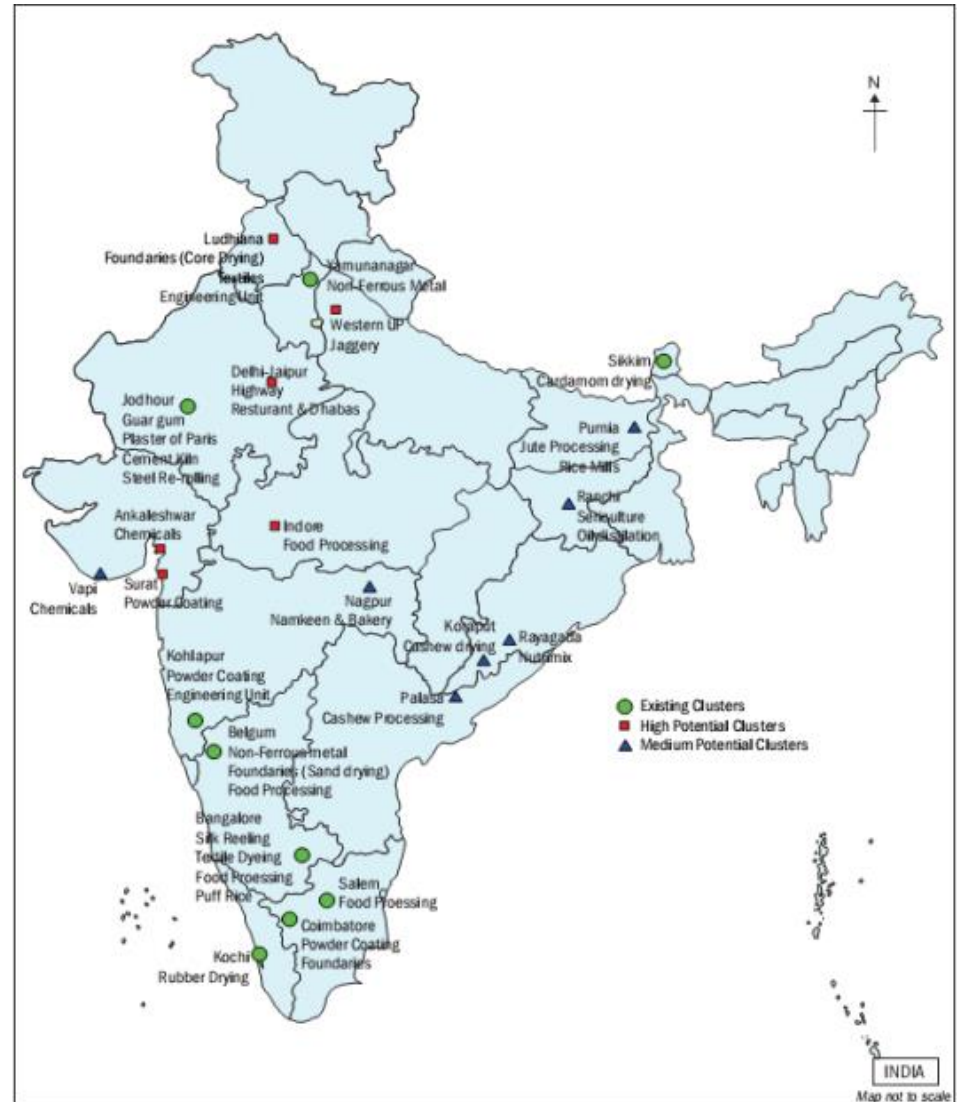 N
Ludhiana
Foundaries (Core Drying)
Textiles
Engineering Unit
Yamunanagar
Non-Ferrous Metal
Western UP
Jaggery
Delhi-Jaipur
Highway
Resturant & Dhabas
Sikkim
Cardamom drying
Jodhour
Guar gum
Plaster of Paris
Cement Kiln
Steel Re-rolling
Purnia
Jute Processing
Rice Mills
Ranchi
Sericulture
Ankaleshwar
Chemicals
Indore
Food Processing
Vapi
Chemicals
Surat
Powder Coating
Nagpur
Namkeen & Bakery
Koraput
Cashew drying
Rayagada
Nutrimix
Kohlapur
Powder Coating
Engineering Unit
Palasa
Cashew Processing
Existing Clusters
High Potential Clusters
Medium Potential Clusters
Belgum
Non-Ferrous metal
Foundaries (Sand drying)
Food Processing
Bangalore
Silk Reeling
Textile Dyeing
Food Proessing
Puff Rice
Salem
Food Proessing
Coimbatore
Powder Coating
Foundaries
Kochi
Rubber Drying
INDIA
Map not to scale